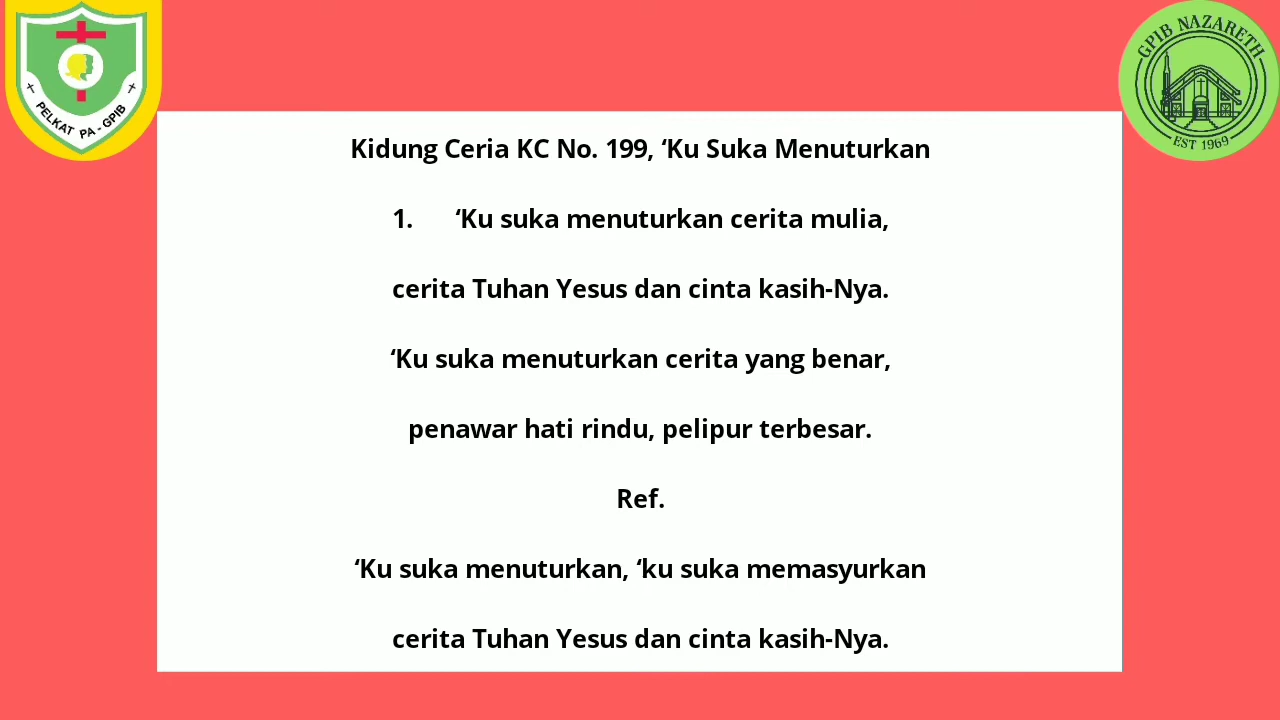 PELKAT PA - GPIB
GPIB NAZARETH
EST 1969
Kidung Ceria KC No. 199, ‘Ku Suka Menuturkan
1. ‘Ku suka menuturkan cerita mulia,
cerita Tuhan Yesus dan cinta kasih-Nya.
‘Ku suka menuturkan cerita yang benar,
penawar hati rindu, pelipur terbesar.
Ref.
‘Ku suka menuturkan, ‘ku suka memasyurkan
cerita Tuhan Yesus dan cinta kasih-Nya.